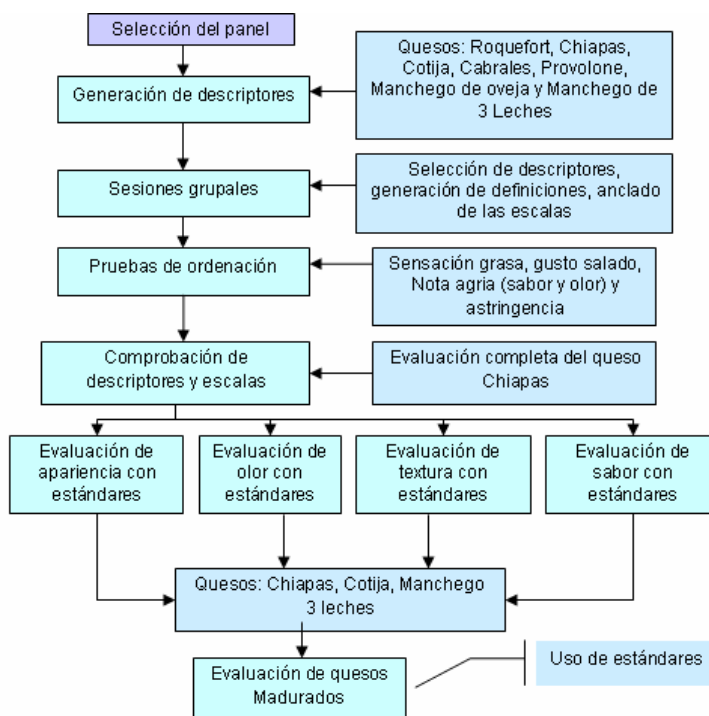 Selección del panel
Quesos: Roquefort, Chiapas,
Cotija, Cabrales, Provolone,
Manchego de oveja y Manchego de
3 Leches
Generación de descriptores
Selección de descriptores,
generación de definiciones, anclado
de las escalas
Sesiones grupales
Pruebas de ordenación
Sensación grasa, gusto salado,
Nota agria (sabor y olor) y
astringencia
Comprobación de
descriptores y escalas
Evaluación completa del queso
Chiapas
Evaluación de
apariencia con
estándares
Evaluación de
olor con
estándares
Evaluación de
textura con
estándares
Evaluación de
sabor con
estándares
Quesos: Chiapas, Cotija, Manchego
3 leches
Evaluación de quesos
Madurados
Uso de estándares